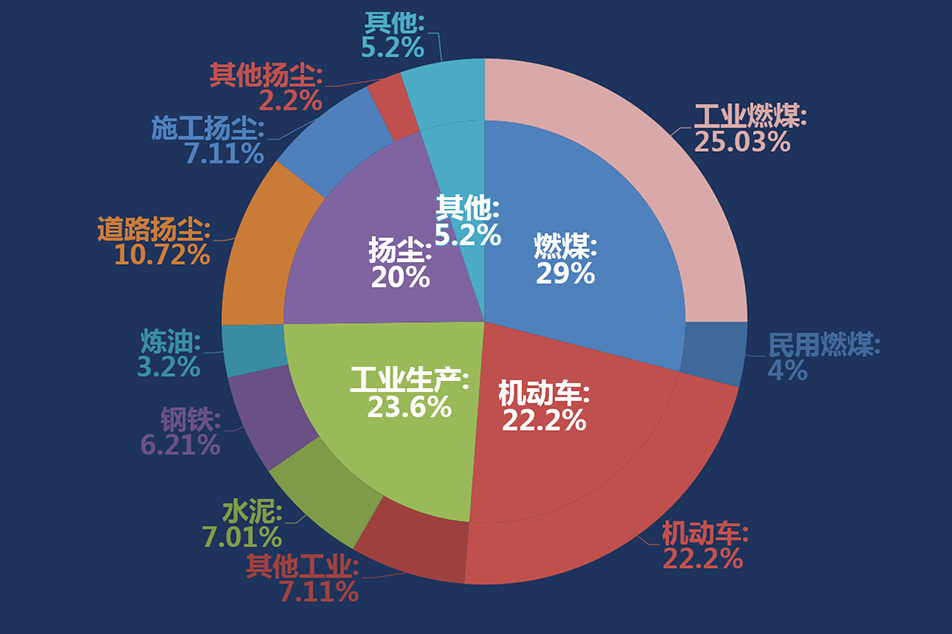 其他:
5.2%
其他扬尘:
2.2%
施工扬尘:
7.11%
工业燃煤:
25.03%
道路扬尘:
10.72%
其他:
5.2%
扬尘:
20%
燃煤:
29%
炼油:
3.2%
民用燃煤:
4%
工业生产:
23.6%
机动车:
22.2%
钢铁:
6.21%
水泥:
7.01%
其他工业:
7.11%
机动车:
22.2%